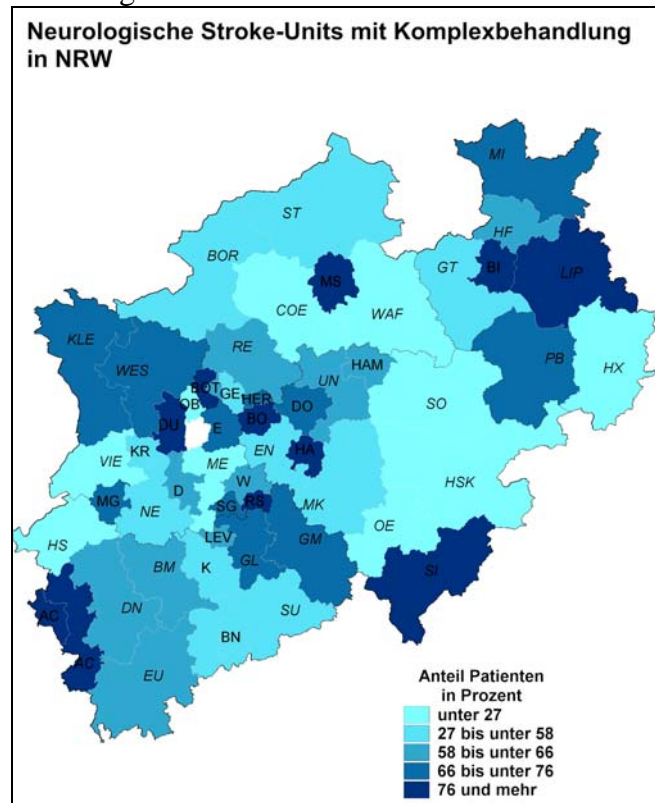 Neurologische Stroke-Units mit Komplexbehandlung
in NRW
MI
ST
HF
BOR
GT
BI
LIP
MS
COE
WAF
KLE
WES
RE
HAM
PB
HX
UN
BOT
GE
HER
OB
DO
SO
DU
E
BO
EN
HA
KR
VIE
ME
HSK
MG
D
W
NE
SG
RS
MK
OE
HS
LEV
GM
BM
K
GL
SI
AC
DN
SU
BN
AC
EU
Anteil Patienten
in Prozent
unter 27
27 bis unter 58
58 bis unter 66
66 bis unter 76
76 und mehr